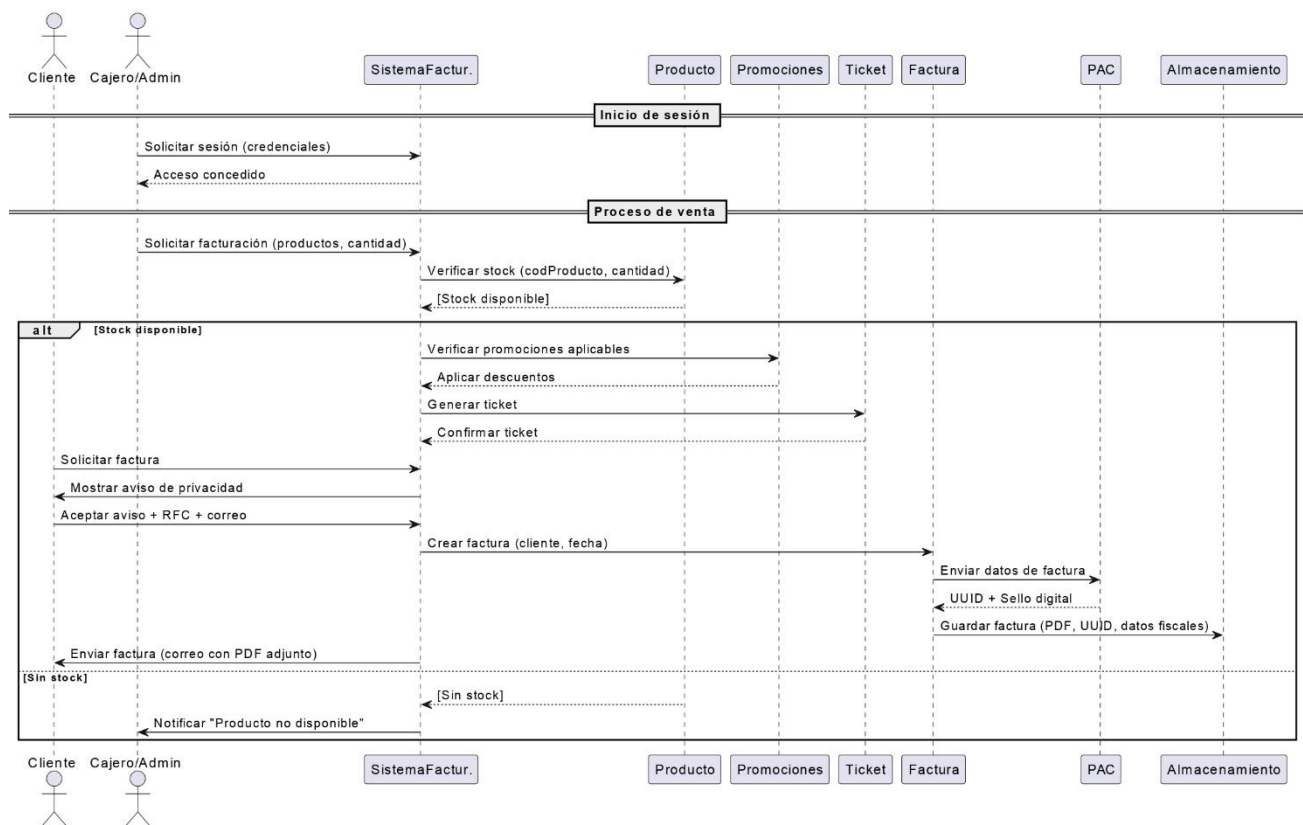 Cliente
Cajero/Admin
SistemaFactur.
Producto
Promociones
Ticket
Factura
PAC
Almacenamiento
Inicio de sesión
Solicitar sesión (credenciales)
Acceso concedido
Proceso de venta
Solicitar facturación (productos, cantidad)
Verificar stock (codProducto, cantidad)
[Stock disponible]
alt [Stock disponible]
Verificar promociones aplicables
Aplicar descuentos
Generar ticket
Confirmar ticket
Solicitar factura
Mostrar aviso de privacidad
Aceptar aviso + RFC + correo
Crear factura (cliente, fecha)
Enviar datos de factura
UUID + Sello digital
Guardar factura (PDF, UUID, datos fiscales)
Enviar factura (correo con PDF adjunto)
[Sin stock]
[Sin stock]
Notificar "Producto no disponible"
Cliente
Cajero/Admin
SistemaFactur.
Producto
Promociones
Ticket
Factura
PAC
Almacenamiento